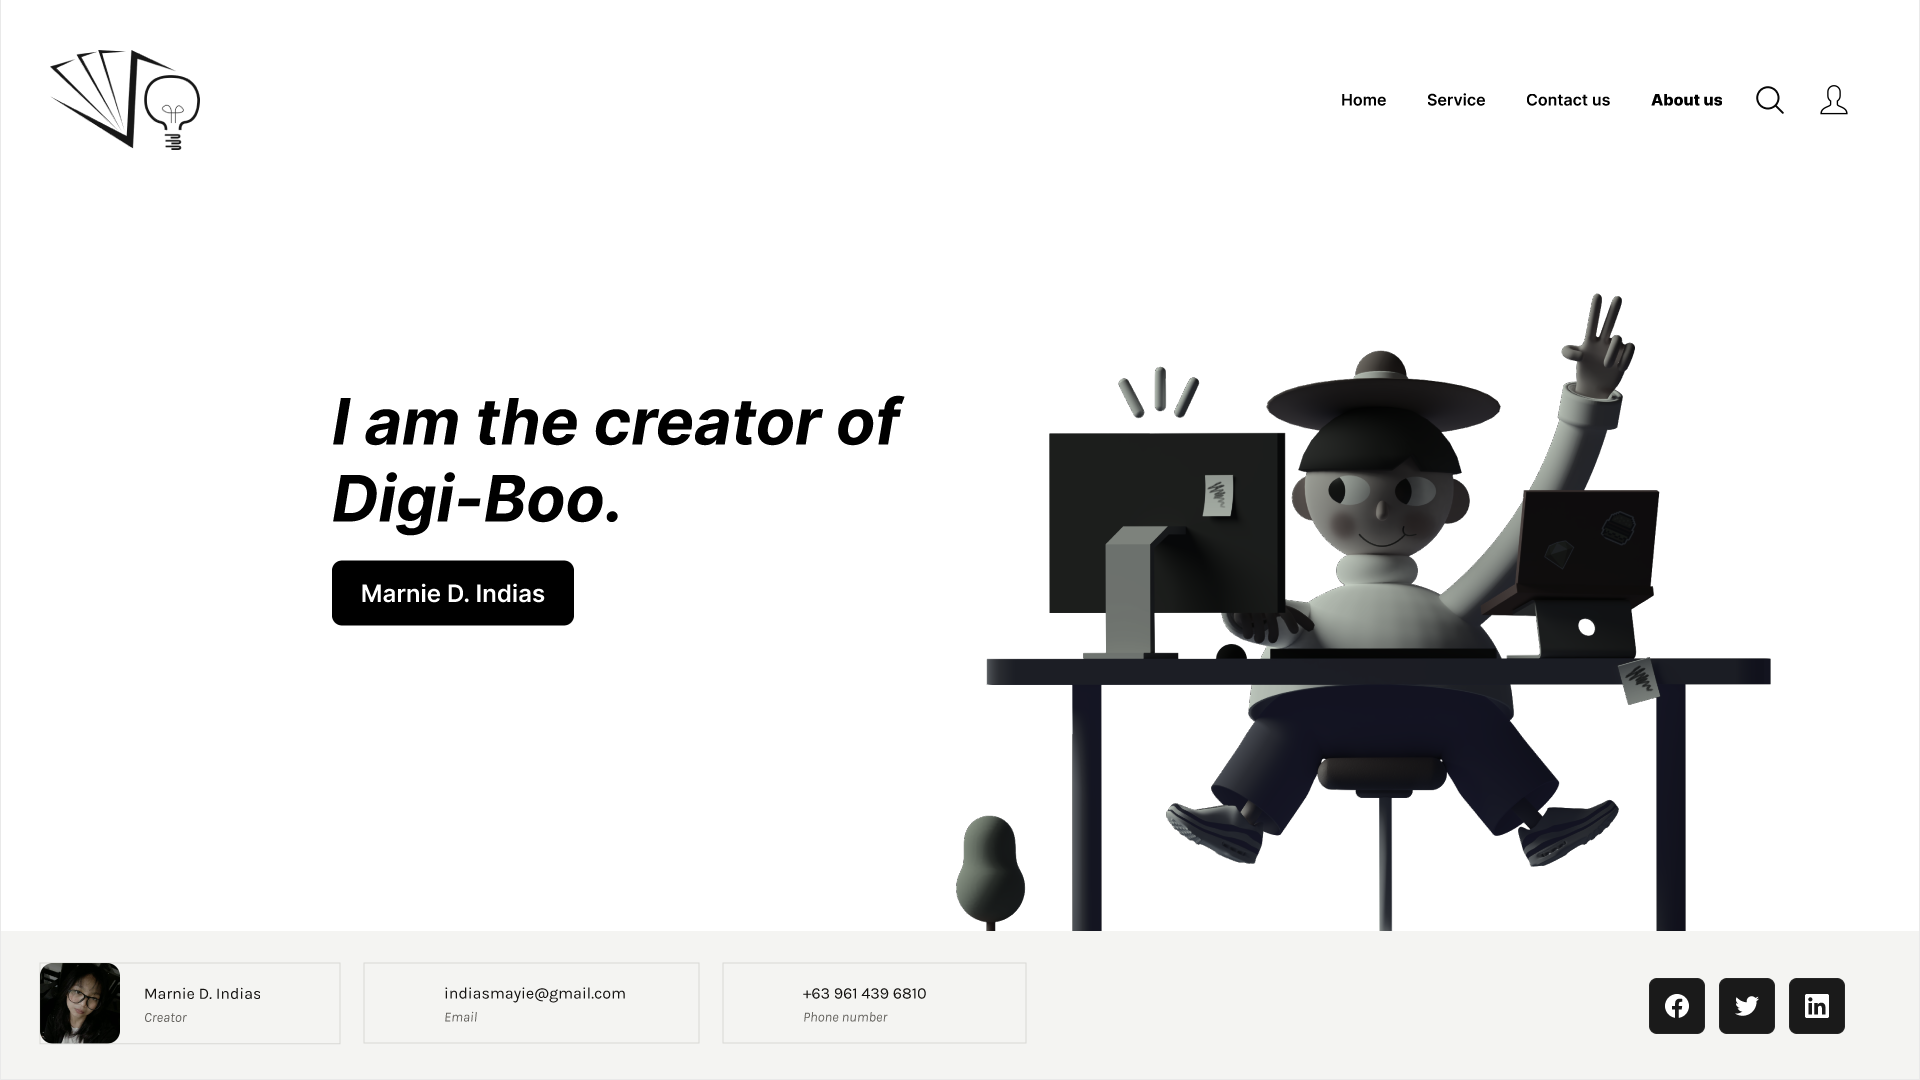 Home
Service
Contact us
About us
I am the creator of
Digi-Boo.
Marnie D. Indias
Marnie D. Indias
Creator
indiasmayie@gmail.com
Email
+63 961 439 6810
Phone number